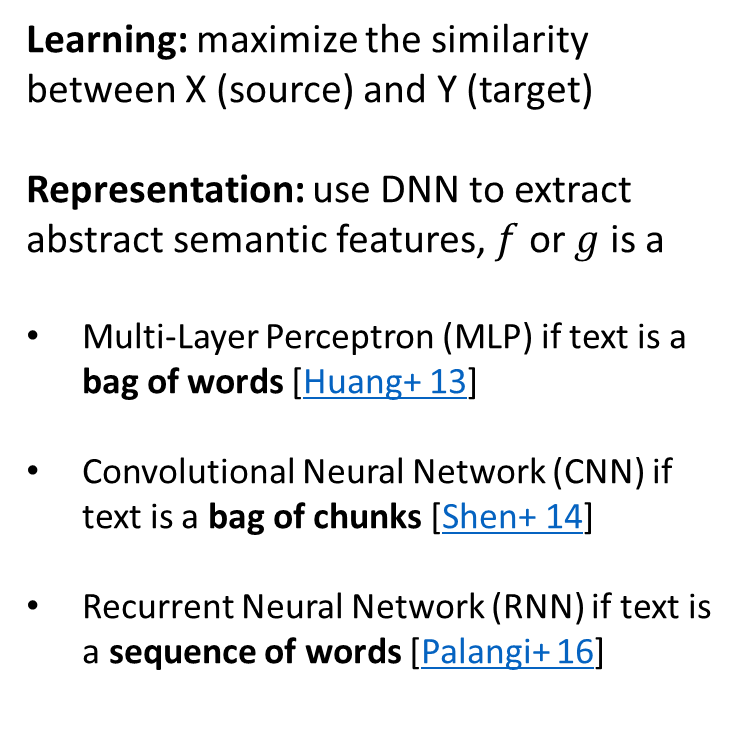 Learning: maximize the similarity
between X (source) and Y (target)
Representation: use DNN to extract
abstract semantic features, f or g is a
• Multi-Layer Perceptron (MLP) if text is a
bag of words [Huang+ 13]
• Convolutional Neural Network (CNN) if
text is a bag of chunks [Shen+ 14]
• Recurrent Neural Network (RNN) if text is
a sequence of words [Palangi+ 16]